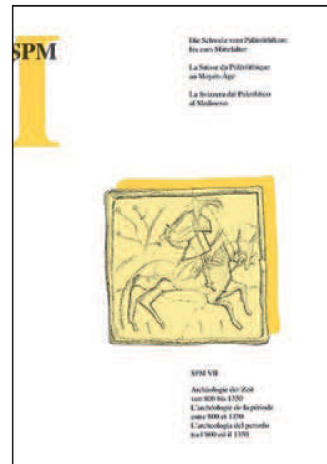 SPM
I
Die Schweiz vom Paläolithikum
bis zum Mittelalter
La Suisse du Paléolithique
au Moyen-Âge
La Svizzera dal Paleolitico
al Medioevo
SPM VII
Archäologie der Zeit
von 800 bis 1350
L'archéologie de la période
entre 800 et 1350
L'archeologia del periodo
tra l'800 ed il 1350